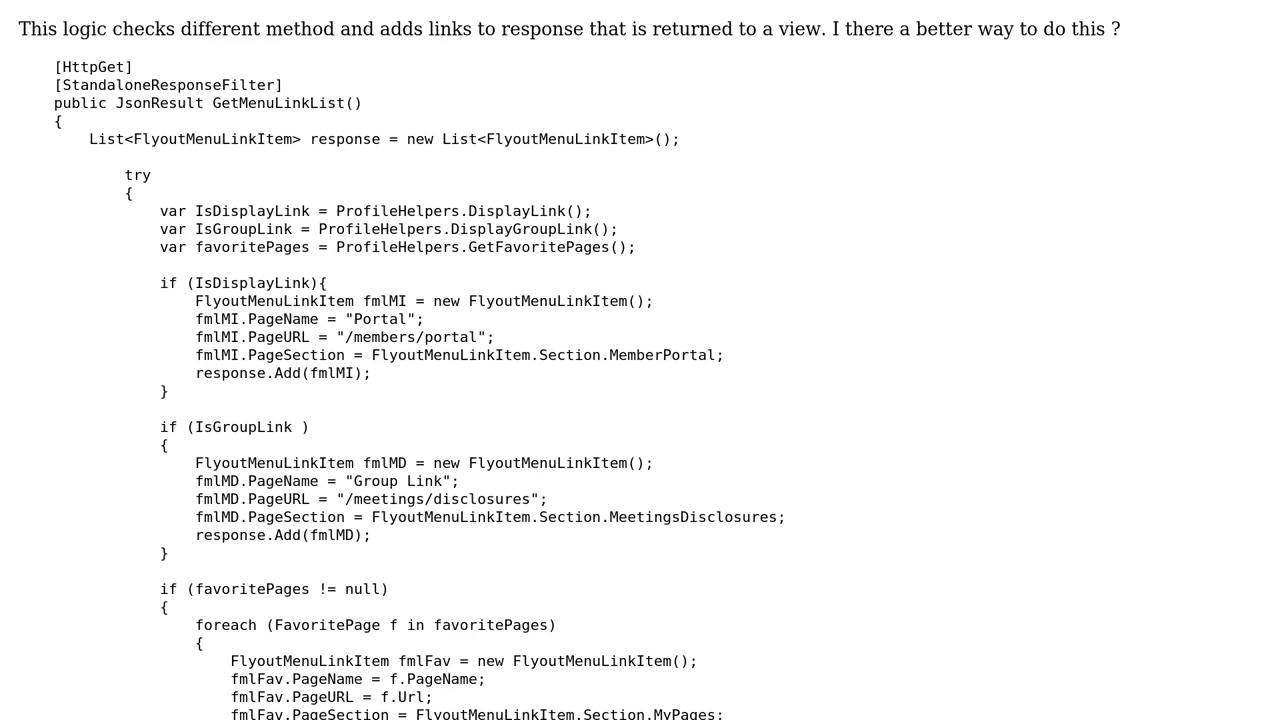 This logic checks different method and adds links to response that is returned to a view. I there a better way to do this ?
[HttpGet]
[StandaloneResponseFilter]
public JsonResult GetMenuLinkList()
{
List<FlyoutMenuLinkItem> response = new List<FlyoutMenuLinkItem>();
try
{
var IsDisplayLink = ProfileHelpers.DisplayLink();
var IsGroupLink = ProfileHelpers.DisplayGroupLink();
var favoritePages = ProfileHelpers.GetFavoritePages();
if (IsDisplayLink){
FlyoutMenuLinkItem fmlMI = new FlyoutMenuLinkItem();
fmlMI.PageName = "Portal";
fmlMI.PageURL = "/members/portal";
fmlMI.PageSection = FlyoutMenuLinkItem.Section.MemberPortal;
response.Add(fmlMI);
}
if (IsGroupLink )
{
FlyoutMenuLinkItem fmlMD = new FlyoutMenuLinkItem();
fmlMD.PageName = "Group Link";
fmlMD.PageURL = "/meetings/disclosures";
fmlMD.PageSection = FlyoutMenuLinkItem.Section.MeetingsDisclosures;
response.Add(fmlMD);
}
if (favoritePages != null)
{
foreach (FavoritePage f in favoritePages)
{
FlyoutMenuLinkItem fmlFav = new FlyoutMenuLinkItem();
fmlFav.PageName = f.PageName;
fmlFav.PageURL = f.Url;
fmlFav.PageSection = FlyoutMenuLinkItem.Section.MyPages;